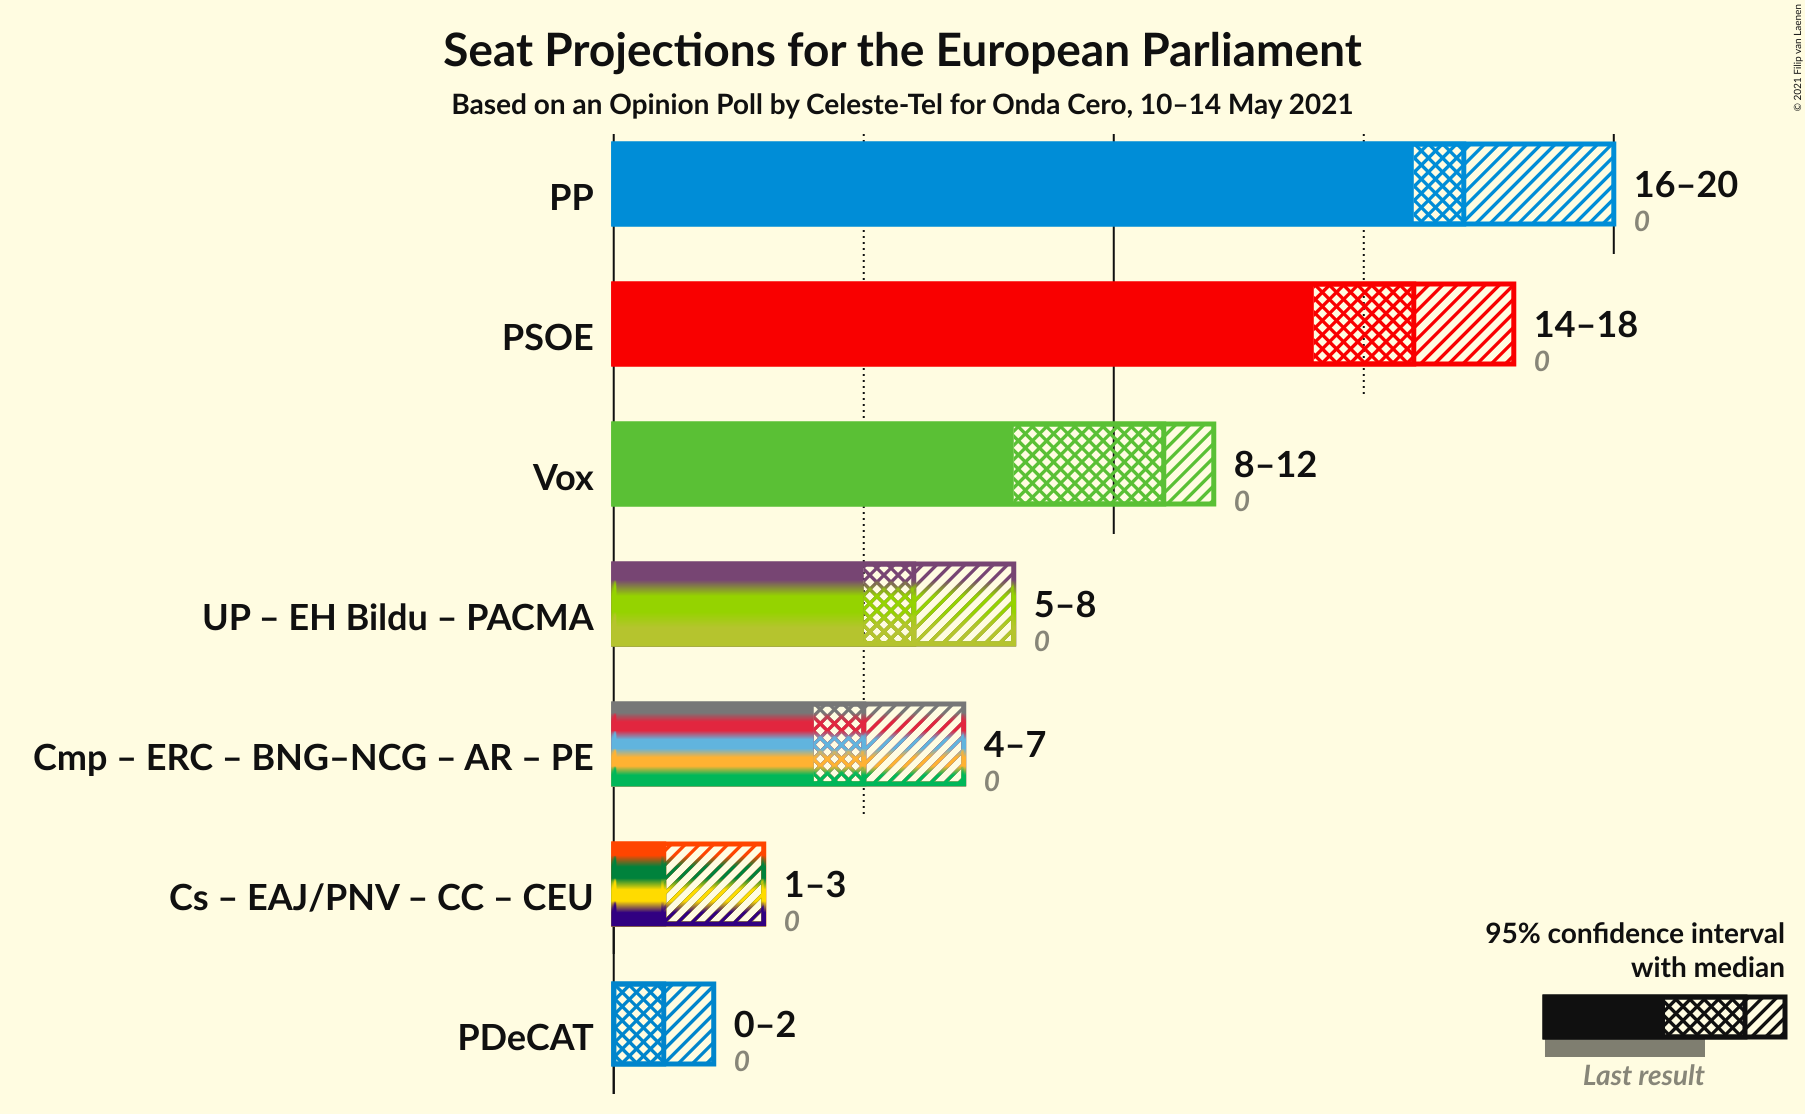 Seat Projections for the European Parliament
Based on an Opinion Poll by Celeste-Tel for Onda Cero, 10–14 May 2021
© 2021 Filip van Laenen
PP
16–20
0
PSOE
14–18
0
Vox
8–12
0
UP – EH Bildu – PACMA
5–8
0
Cmp – ERC – BNG–NCG – AR – PE
4–7
0
Cs – EAJ/PNV – CC – CEU
1–3
0
PDeCAT
0–2
0
95% confidence interval
with median
Last result